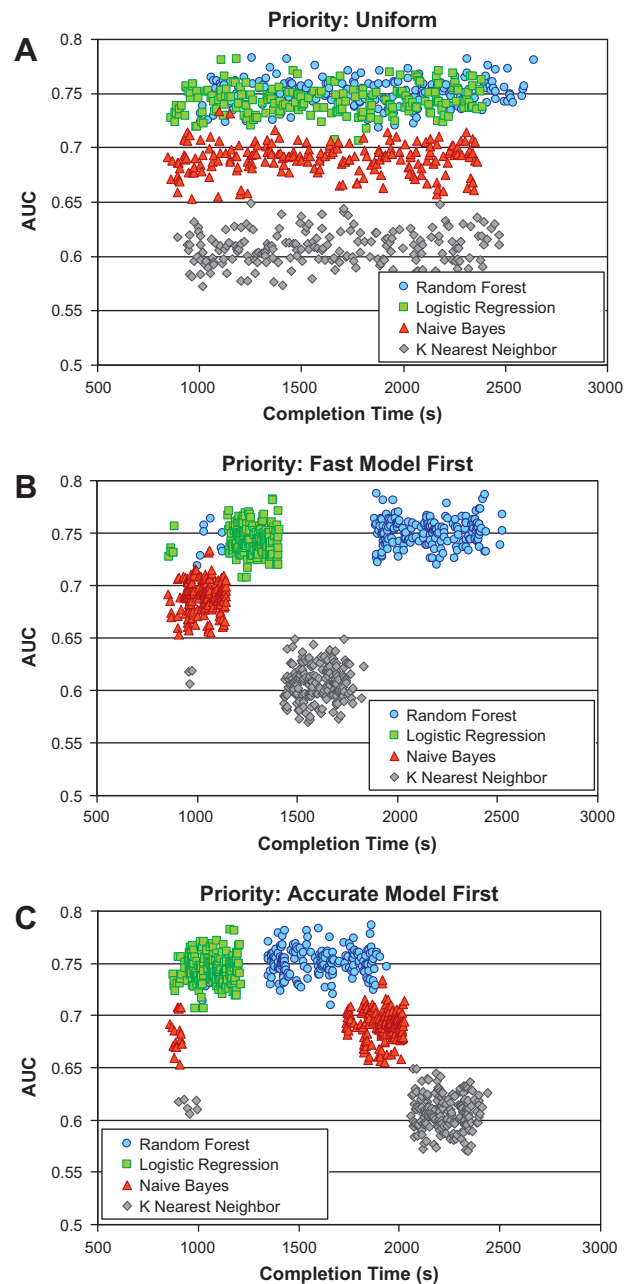 A
Priority: Uniform
0.8
0.75
0.7
0.65
0.6
0.55
0.5
AUC
Random Forest
Logistic Regression
Naive Bayes
K Nearest Neighbor
500 1000 1500 2000 2500 3000
Completion Time (s)
B
Priority: Fast Model First
0.8
0.75
0.7
0.65
0.6
0.55
0.5
AUC
Random Forest
Logistic Regression
Naive Bayes
K Nearest Neighbor
500 1000 1500 2000 2500 3000
Completion Time (s)
C
Priority: Accurate Model First
0.8
0.75
0.7
0.65
0.6
0.55
0.5
AUC
Random Forest
Logistic Regression
Naive Bayes
K Nearest Neighbor
500 1000 1500 2000 2500 3000
Completion Time (s)